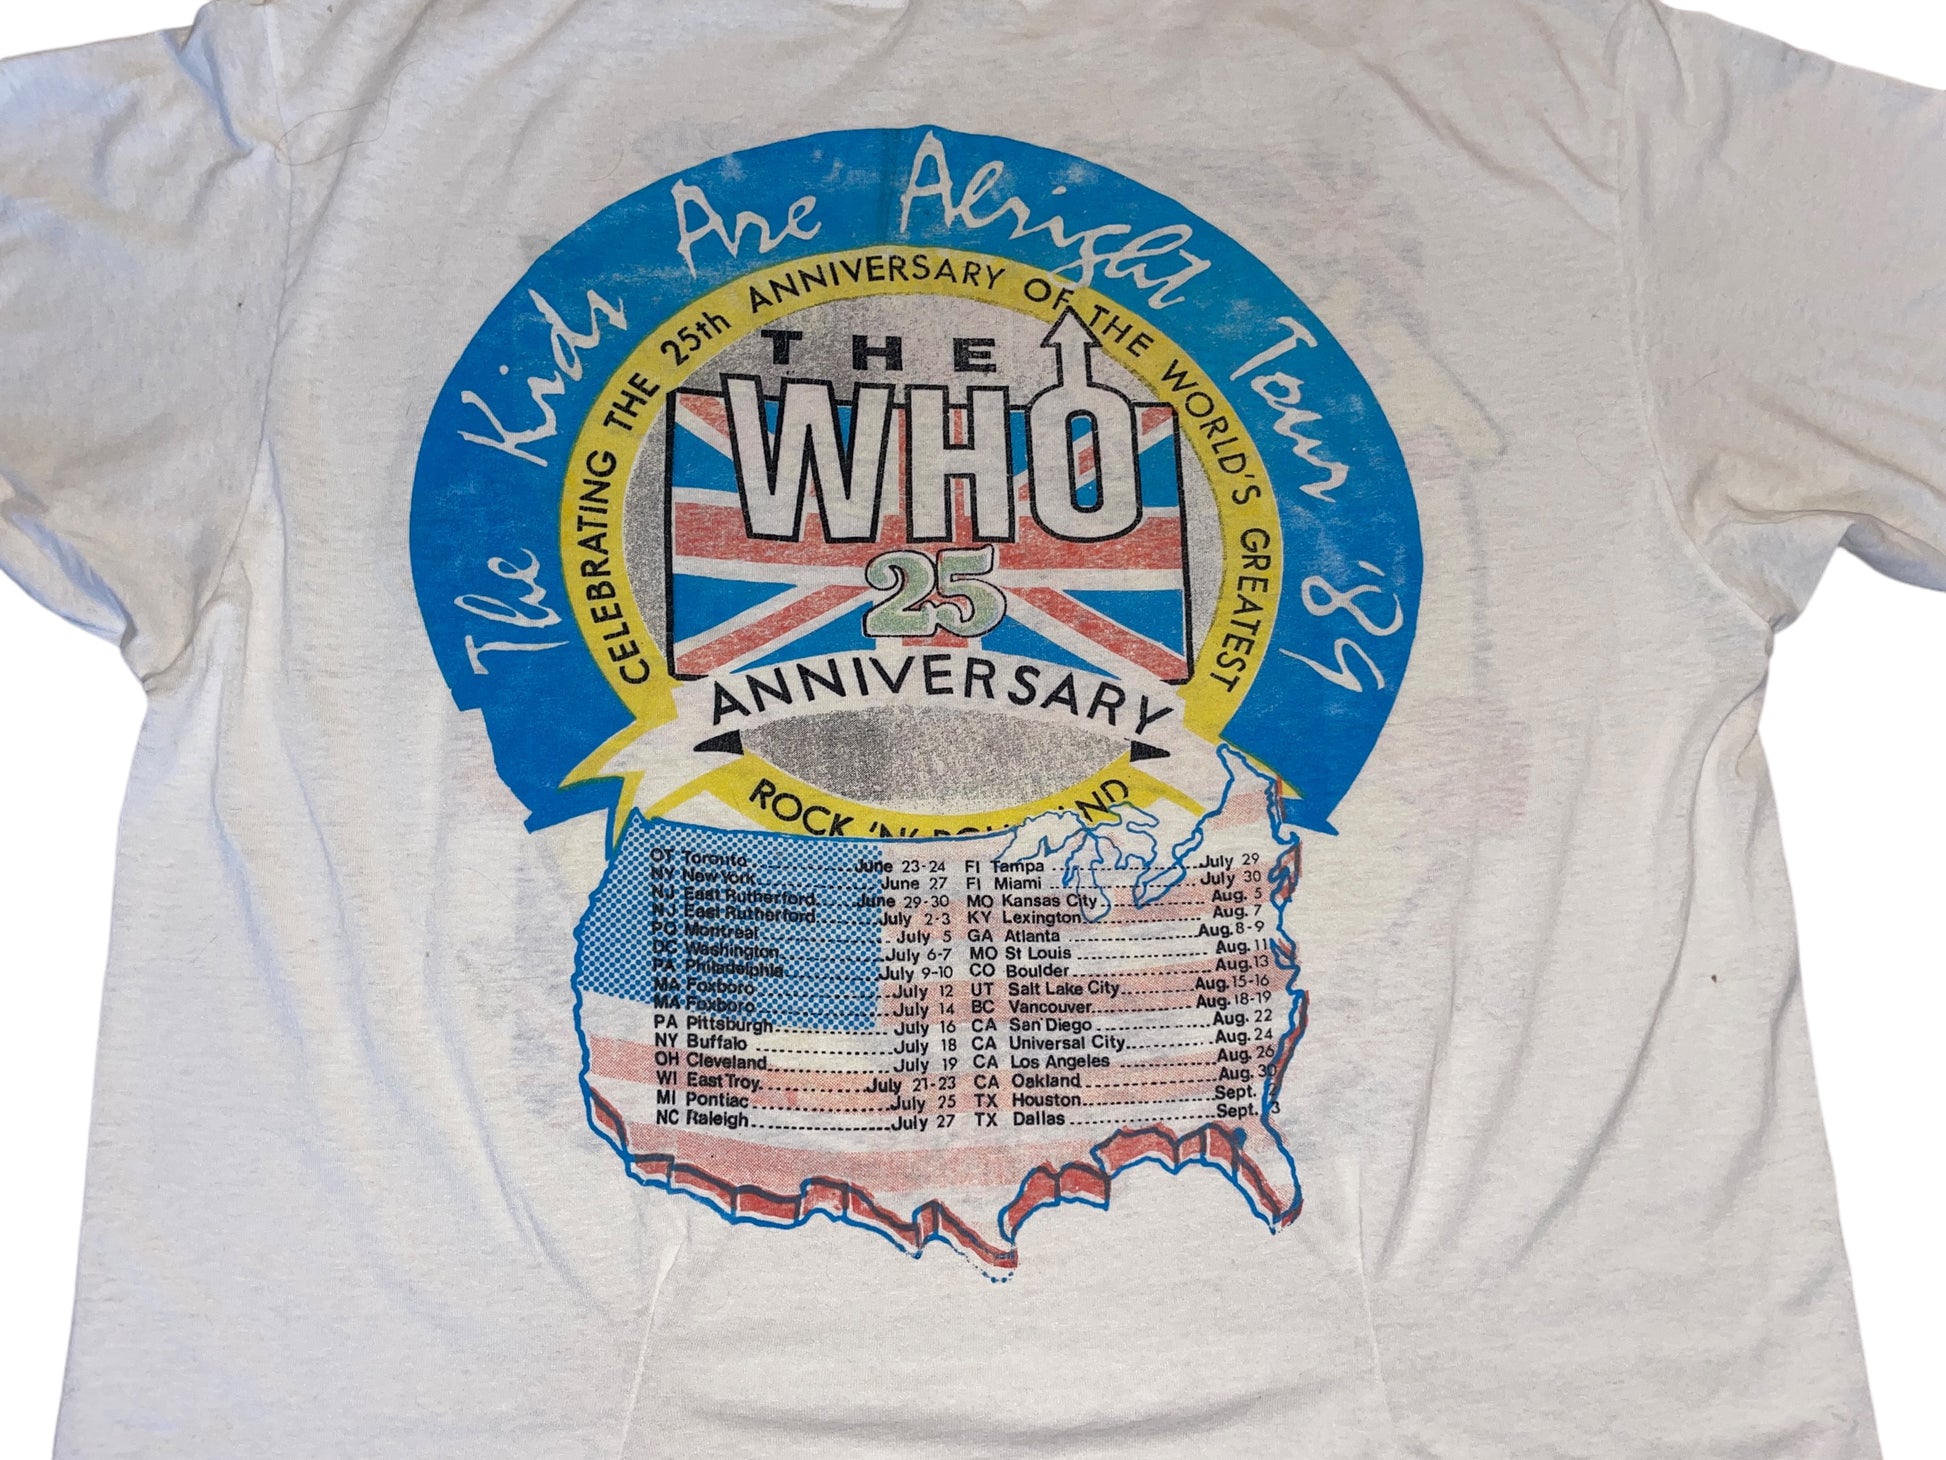 The Kids Are Alright Tour '89
CELEBRATING THE 25th ANNIVERSARY OF THE WORLD'S GREATEST
THE
WHO
25
ANNIVERSARY
ROCK 'N'
OT Toronto June 23-24
NY New York June 27
NJ East Rutherford June 29-30
NJ East Rutherford July 2-3
PQ Montreal July 5
DC Washington July 6-7
PA Philadelphia July 9-10
MA Foxboro July 12
MA Foxboro July 14
PA Pittsburgh July 16
NY Buffalo July 18
OH Cleveland July 19
WI East Troy July 21-23
MI Pontiac July 25
NC Raleigh July 27
FI Tampa July 29
FI Miami July 30
MO Kansas City Aug. 5
KY Lexington Aug. 7
GA Atlanta Aug. 8-9
MO St Louis Aug. 11
CO Boulder Aug. 13
UT Salt Lake City Aug. 15-16
BC Vancouver Aug. 18-19
CA San Diego Aug. 22
CA Universal City Aug. 24
CA Los Angeles Aug. 26
CA Oakland Aug. 30
TX Houston Sept. 2
TX Dallas Sept. 3